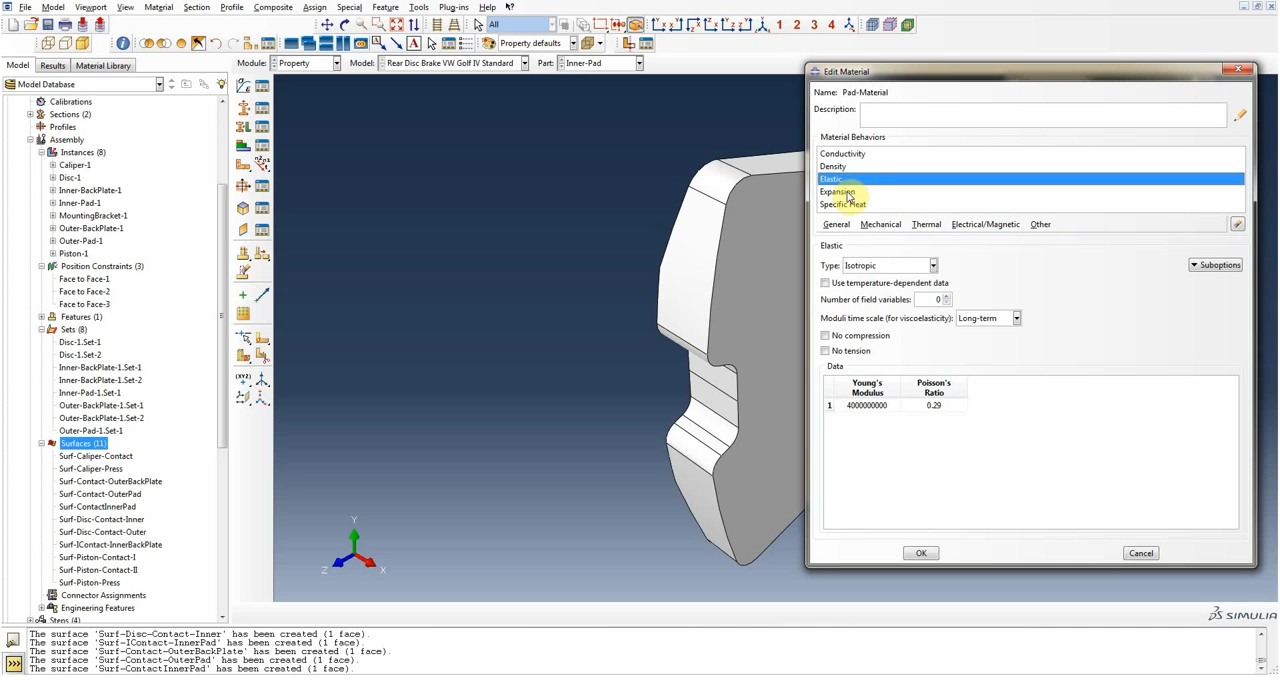 File Model Viewport View Material Section Profile Composite Assign Special Feature Tools Plug-ins Help
All
1 2 3 4
Property defaults
Model Results Material Library
Module: Property Model: Rear Disc Brake VW Golf IV Standard Part: Inner-Pad
Model Database
Calibrations
Sections (2)
Profiles
Assembly
Instances (8)
Caliper-1
Disc-1
Inner-BackPlate-1
Inner-Pad-1
MountingBracket-1
Outer-BackPlate-1
Outer-Pad-1
Piston-1
Position Constraints (3)
Face to Face-1
Face to Face-2
Face to Face-3
Features (1)
Sets (8)
Disc-1.Set-1
Disc-1.Set-2
Inner-BackPlate-1.Set-1
Inner-BackPlate-1.Set-2
Inner-Pad-1.Set-1
Outer-BackPlate-1.Set-1
Outer-BackPlate-1.Set-2
Outer-Pad-1.Set-1
Surfaces (11)
Surf-Caliper-Contact
Surf-Caliper-Press
Surf-Contact-OuterBackPlate
Surf-Contact-OuterPad
Surf-ContactInnerPad
Surf-Disc-Contact-Inner
Surf-Disc-Contact-Outer
Surf-IContact-InnerBackPlate
Surf-Piston-Contact-I
Surf-Piston-Contact-II
Surf-Piston-Press
Connector Assignments
Engineering Features
Steps (4)
Y
Z X
Edit Material
Name: Pad-Material
Description:
Material Behaviors
Conductivity
Density
Elastic
Expansion
Specific Heat
General Mechanical Thermal Electrical/Magnetic Other
Elastic
Type: Isotropic Suboptions
Use temperature-dependent data
Number of field variables: 0
Moduli time scale (for viscoelasticity): Long-term
No compression
No tension
Data
Young's Modulus Poisson's Ratio
1 4000000000 0.29
OK Cancel
SIMULIA
The surface 'Surf-Disc-Contact-Inner' has been created (1 face).
The surface 'Surf-IContact-InnerPad' has been created (1 face).
The surface 'Surf-Contact-OuterBackPlate' has been created (1 face).
The surface 'Surf-Contact-OuterPad' has been created (1 face).
The surface 'Surf-ContactInnerPad' has been created (1 face).